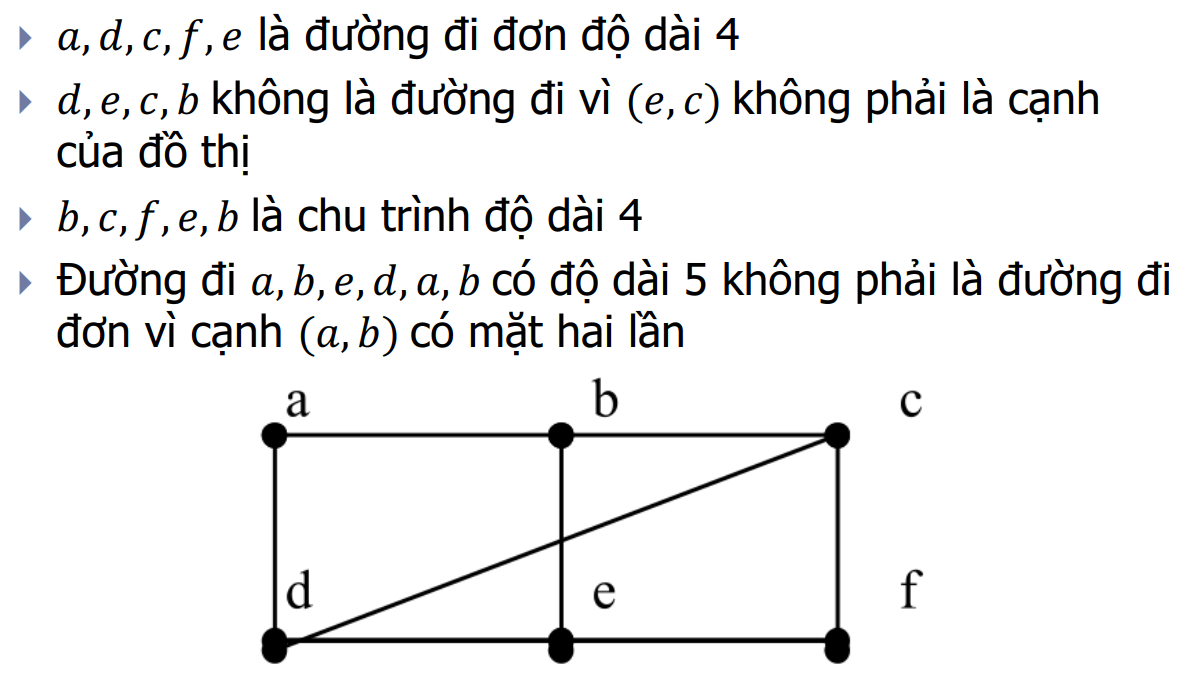 a, d, c, f, e là đường đi đơn độ dài 4
d, e, c, b không là đường đi vì (e, c) không phải là cạnh
của đồ thị
b, c, f, e, b là chu trình độ dài 4
Đường đi a, b, e, d, a, b có độ dài 5 không phải là đường đi
đơn vì cạnh (a, b) có mặt hai lần
a b c
d e f